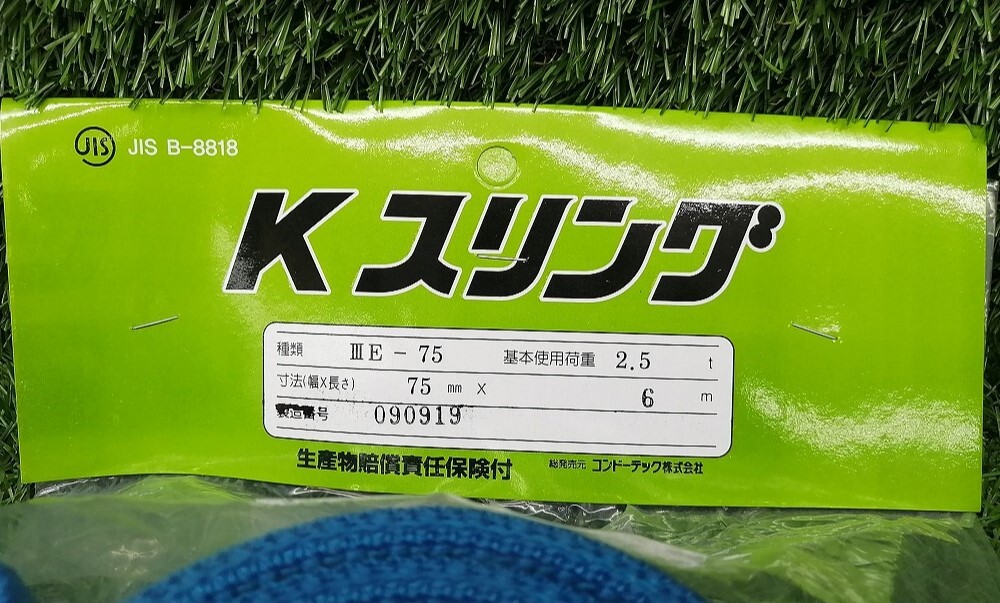 JIS JIS B-8818
Kスリング
種類 ⅢE-75 基本使用荷重 2.5 t
寸法(幅X長さ) 75 mm X 6 m
製造番号 090919
生産物賠償責任保険付 総発売元 コンドーテック株式会社